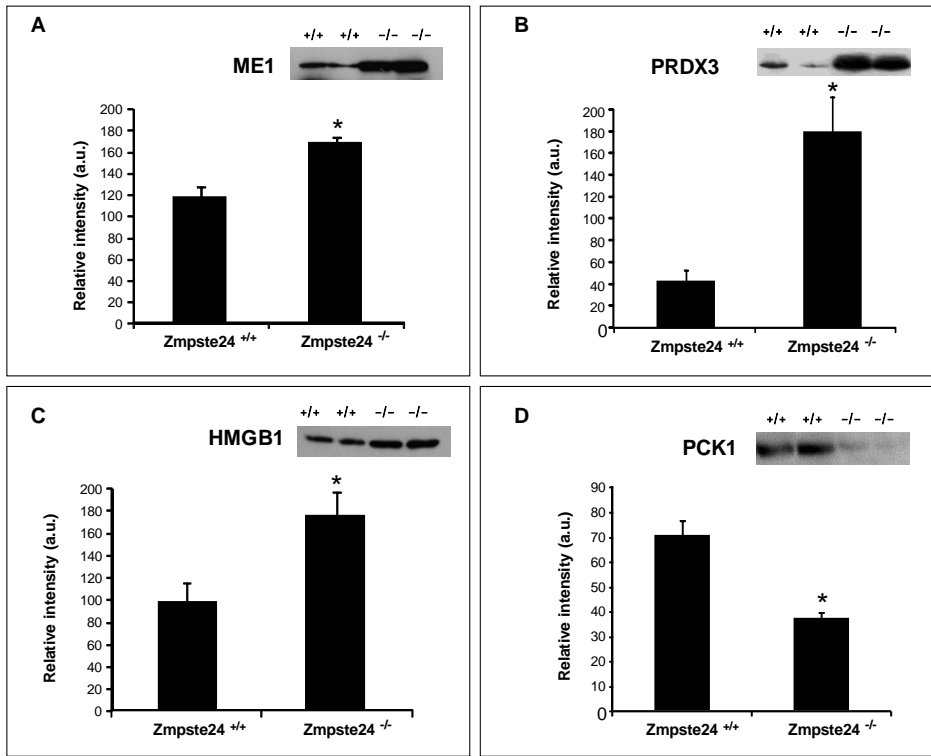 A
+/+ +/+ −/− −/−
ME1
Relative intensity (a.u.)
200
180
160
140
120
100
80
60
40
20
0
*
Zmpste24 +/+ Zmpste24 -/-
B
+/+ +/+ −/− −/−
PRDX3
Relative intensity (a.u.)
200
180
160
140
120
100
80
60
40
20
0
*
Zmpste24 +/+ Zmpste24 -/-
C
+/+ +/+ −/− −/−
HMGB1
Relative intensity (a.u.)
200
180
160
140
120
100
80
60
40
20
0
*
Zmpste24 +/+ Zmpste24 -/-
D
+/+ +/+ −/− −/−
PCK1
Relative intensity (a.u.)
90
80
70
60
50
40
30
20
10
0
*
Zmpste24 +/+ Zmpste24 -/-